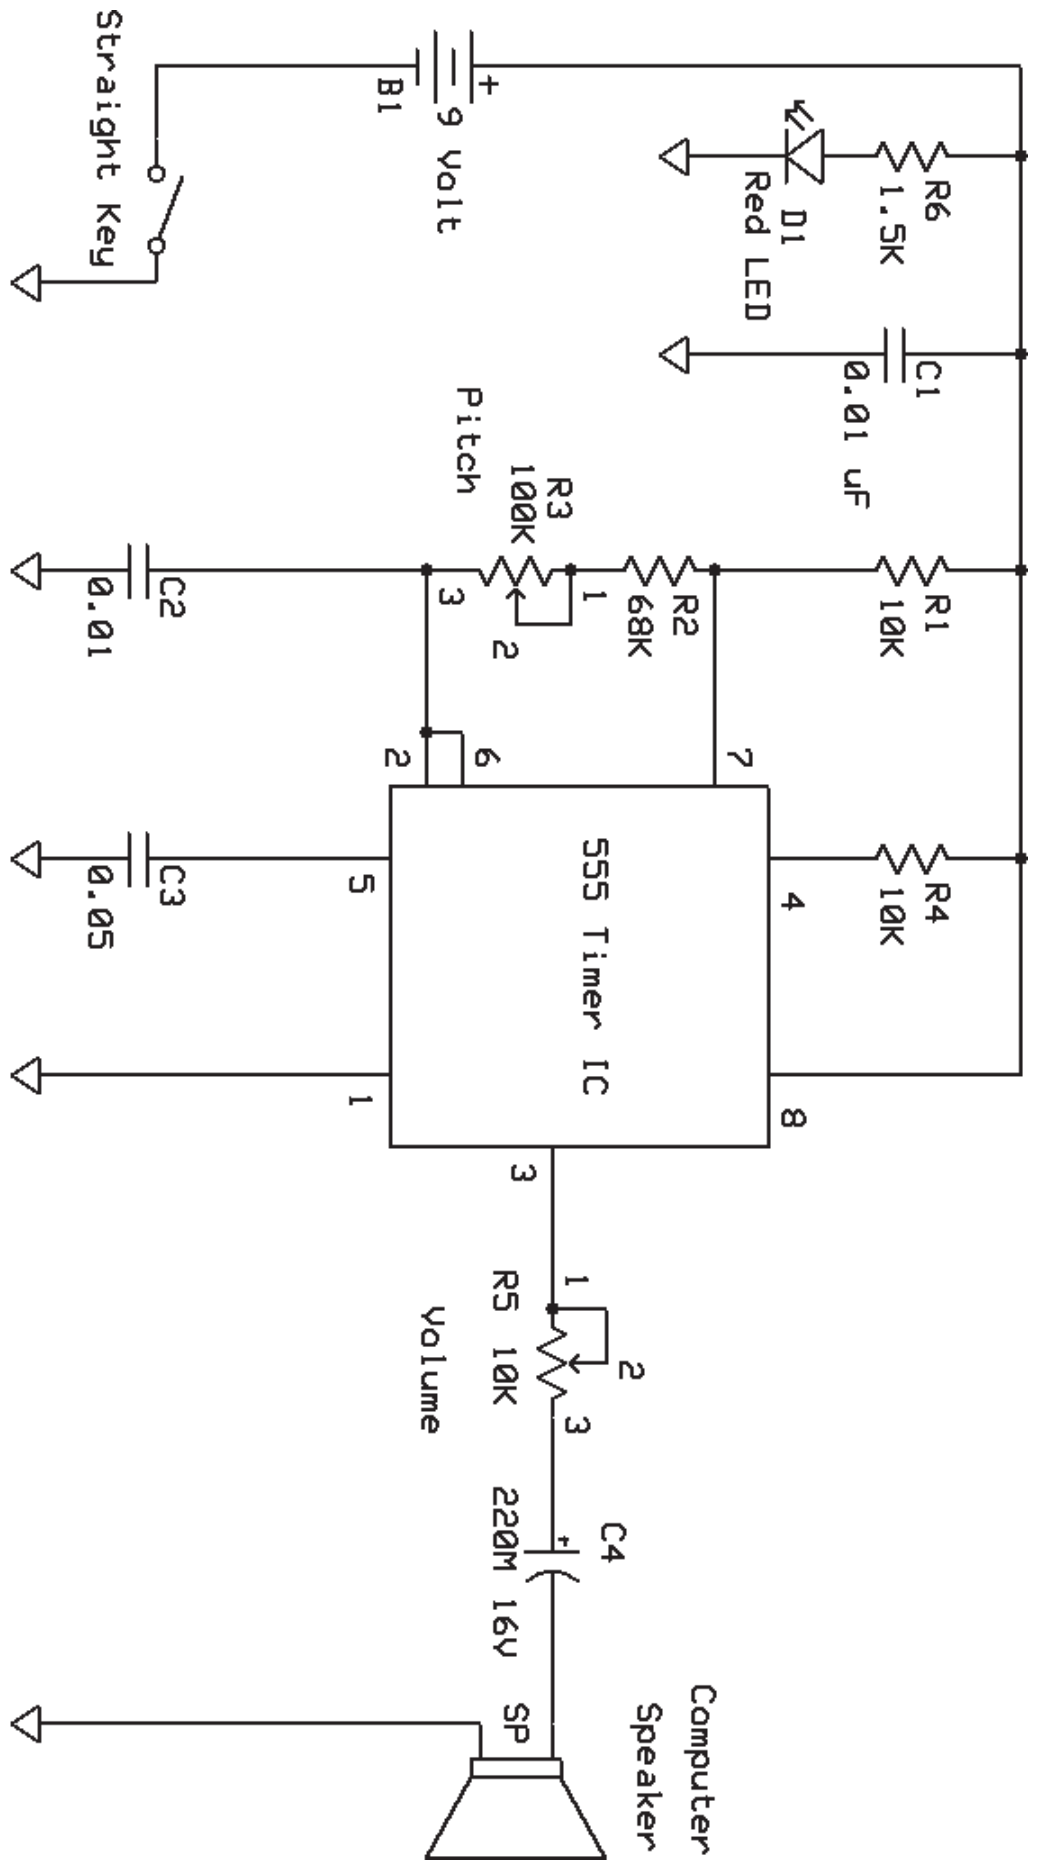 Straight Key
B1
+
9 Volt
R6
1.5K
D1
Red LED
C1
0.01 uF
R1
10K
R2
68K
1
R3
100K
2
3
Pitch
C2
0.01
R4
10K
7
6
2
4
8
555 Timer IC
5
1
3
C3
0.05
1
2
3
R5 10K
Volume
C4
+
220M 16V
Computer
Speaker
SP